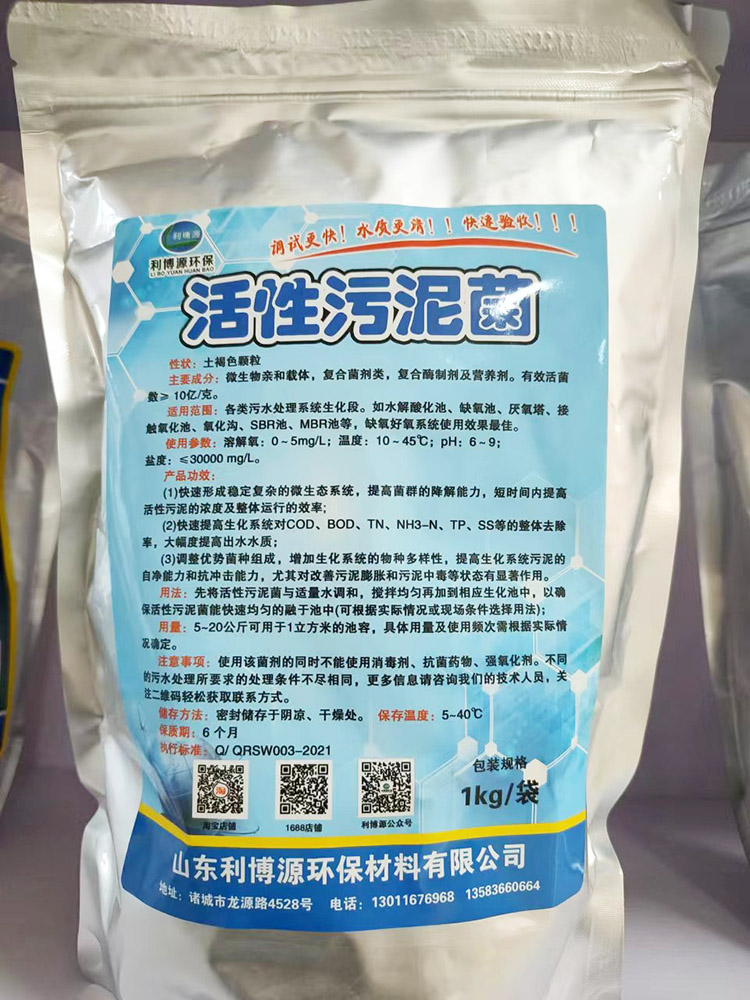 利博源
利博源环保
LI BO YUAN HUAN BAO
调试更快！水质更清！！快速验收！！！
活性污泥菌
性状：土褐色颗粒
主要成分：微生物亲和载体，复合菌剂类，复合酶制剂及营养剂。有效活菌
数≥10亿/克。
适用范围：各类污水处理系统生化段。如水解酸化池、缺氧池、厌氧塔、接
触氧化池、氧化沟、SBR池、MBR池等，缺氧好氧系统使用效果最佳。
使用参数：溶解氧：0~5mg/L；温度：10~45℃；pH：6~9；
盐度：≤30000 mg/L。
产品功效：
(1)快速形成稳定复杂的微生态系统，提高菌群的降解能力，短时间内提高
活性污泥的浓度及整体运行的效率；
(2)快速提高生化系统对COD、BOD、TN、NH3-N、TP、SS等的整体去除
率，大幅度提高出水水质；
(3)调整优势菌种组成，增加生化系统的物种多样性，提高生化系统污泥的
自净能力和抗冲击能力，尤其对改善污泥膨胀和污泥中毒等状态有显著作用。
用法：先将活性污泥菌与适量水调和，搅拌均匀再加到相应生化池中，以确
保活性污泥菌能快速均匀的融于池中(可根据实际情况或现场条件选择用法)；
用量：5~20公斤可用于1立方米的池容，具体用量及使用频次需根据实际情
况确定。
注意事项：使用该菌剂的同时不能使用消毒剂、抗菌药物、强氧化剂。不同
的污水处理所要求的处理条件不尽相同，更多信息请咨询我们的技术人员，关
注二维码轻松获取联系方式。
储存方法：密封储存于阴凉、干燥处。 保存温度：5~40℃
保质期：6个月
执行标准：Q/ QRSW003-2021
包装规格
1kg/袋
淘
淘宝店铺 1688店铺 利博源公众号
山东利博源环保材料有限公司
地址：诸城市龙源路4528号 电话：13011676968 13583660664